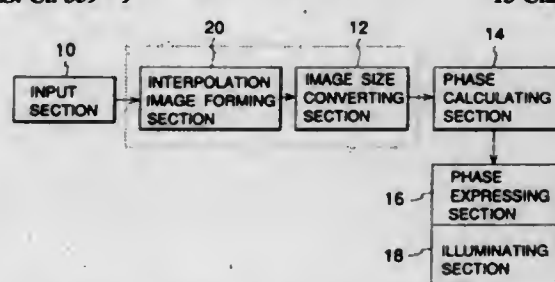 20
12
14
10
INPUT
SECTION
INTERPOLATION
IMAGE FORMING
SECTION
IMAGE SIZE
CONVERTING
SECTION
PHASE
CALCULATING
SECTION
16
PHASE
EXPRESSING
SECTION
18
ILLUMINATING
SECTION